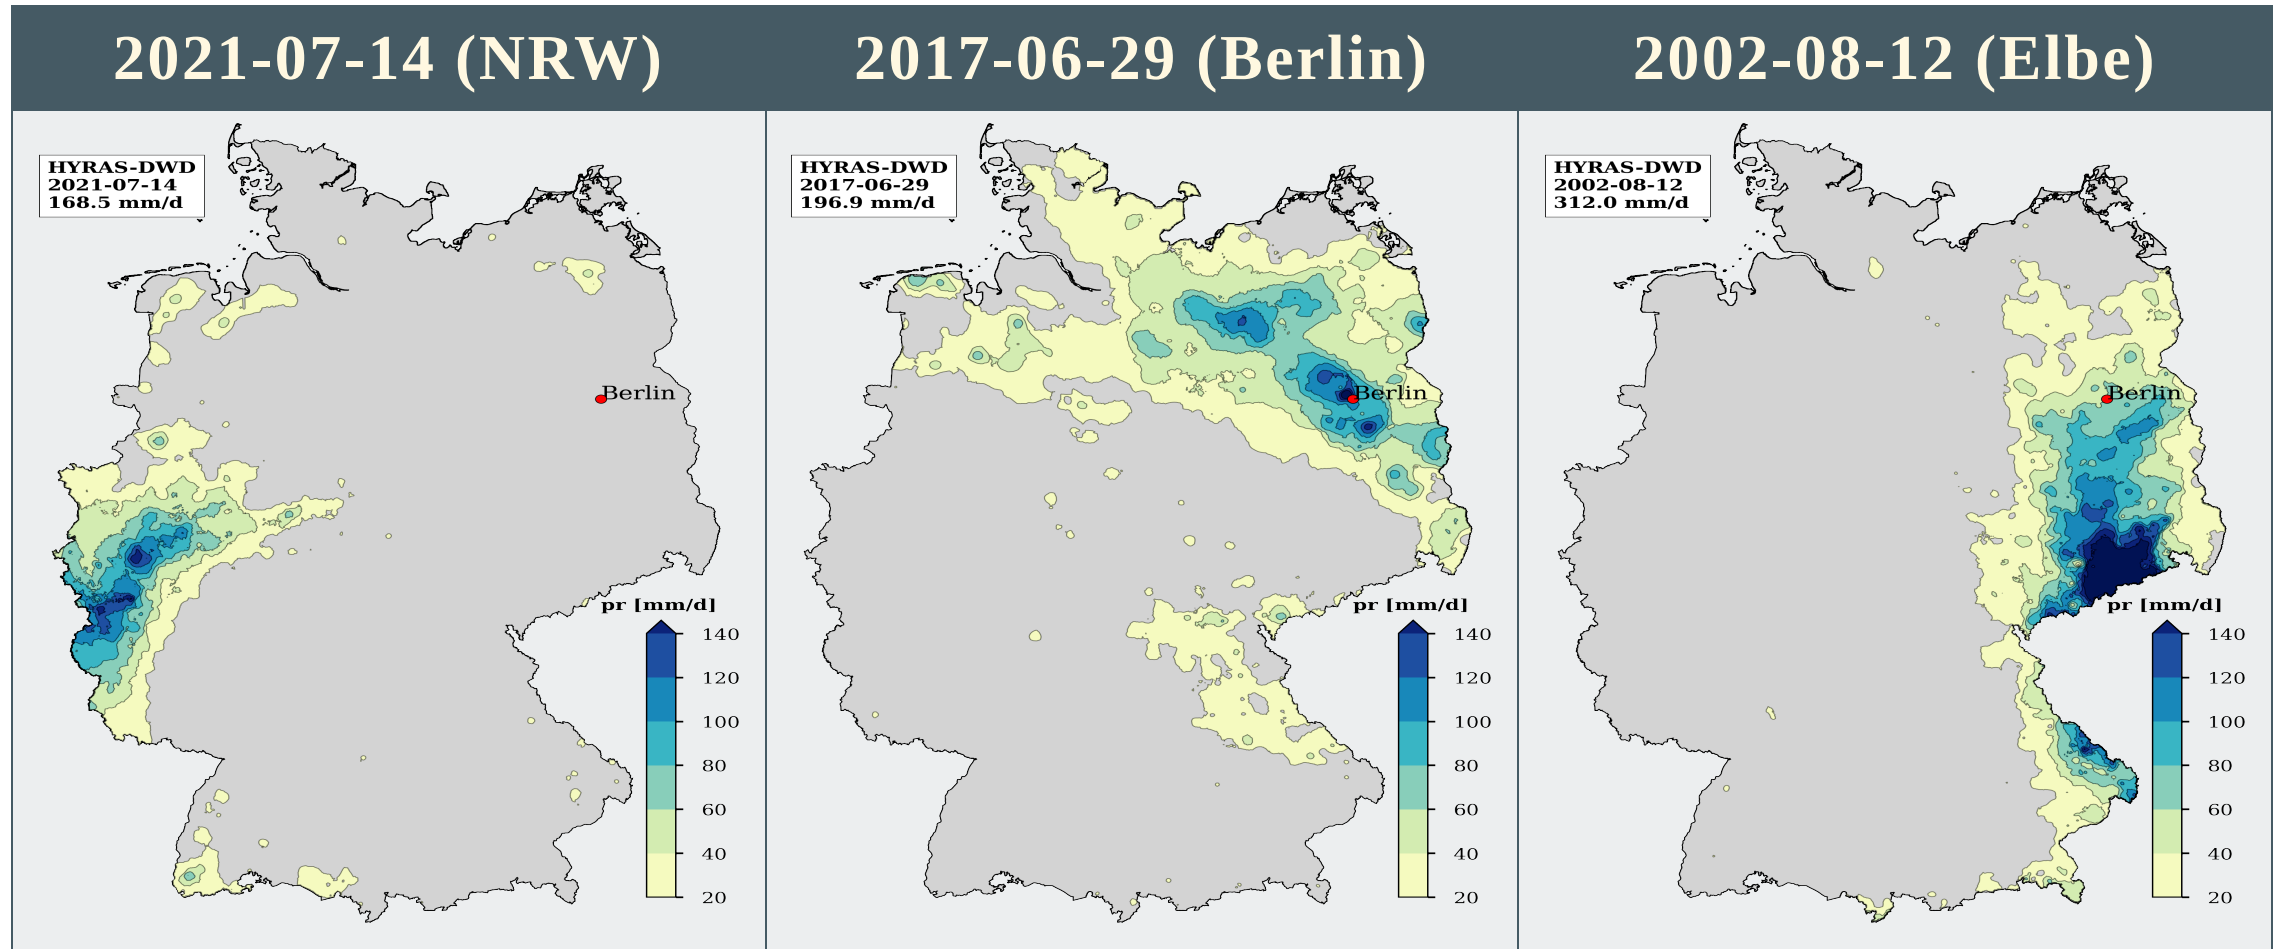 2021-07-14 (NRW)
2017-06-29 (Berlin)
2002-08-12 (Elbe)
HYRAS-DWD
2021-07-14
168.5 mm/d
Berlin
pr [mm/d]
140
120
100
80
60
40
20
HYRAS-DWD
2017-06-29
196.9 mm/d
Berlin
pr [mm/d]
140
120
100
80
60
40
20
HYRAS-DWD
2002-08-12
312.0 mm/d
Berlin
pr [mm/d]
140
120
100
80
60
40
20